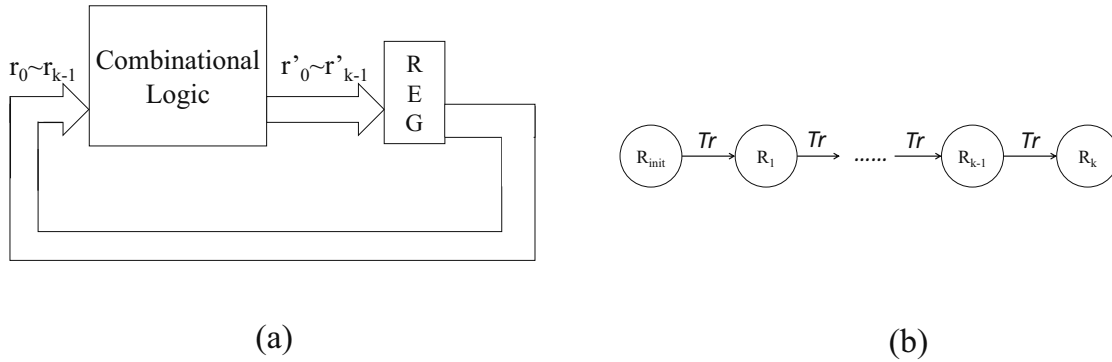 r0~rk-1
Combinational
Logic
r'0~r'k-1
R
E
G
Rinit
Tr
R1
Tr
......
Tr
Rk-1
Tr
Rk
(a)
(b)